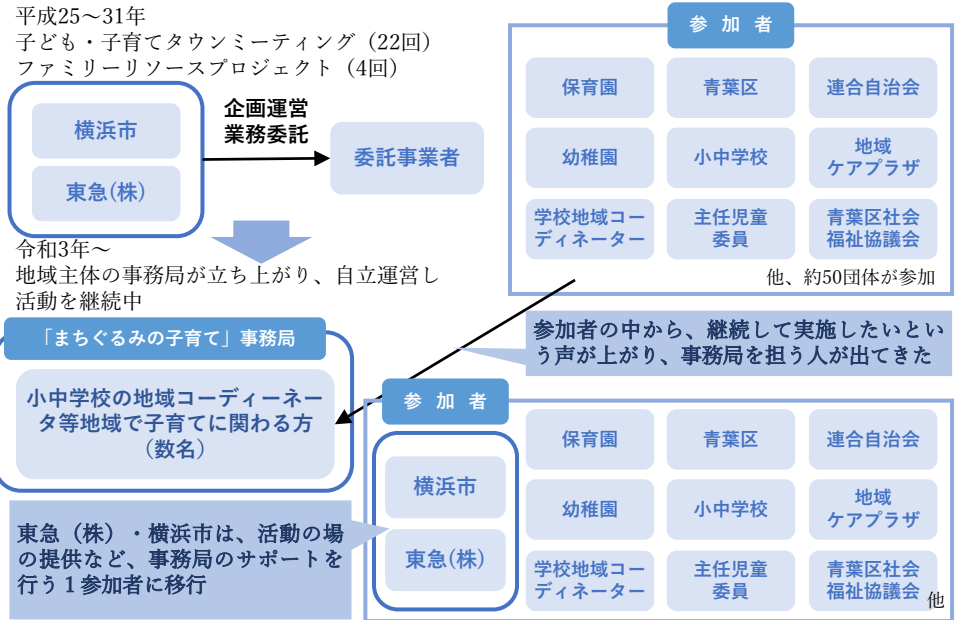 平成25～31年
子ども・子育てタウンミーティング（22回）
ファミリーリソースプロジェクト（4回）
横浜市
東急(株)
企画運営
業務委託
委託事業者
参加者
保育園
青葉区
連合自治会
幼稚園
小中学校
地域
ケアプラザ
学校地域コー
ディネーター
主任児童
委員
青葉区社会
福祉協議会
他、約50団体が参加
令和3年～
地域主体の事務局が立ち上がり、自立運営し
活動を継続中
参加者の中から、継続して実施したいとい
う声が上がり、事務局を担う人が出てきた
「まちぐるみの子育て」事務局
小中学校の地域コーディーネー
タ等地域で子育てに関わる方
（数名）
東急（株）・横浜市は、活動の場
の提供など、事務局のサポートを
行う１参加者に移行
参加者
横浜市
東急(株)
保育園
青葉区
連合自治会
幼稚園
小中学校
地域
ケアプラザ
学校地域コー
ディネーター
主任児童
委員
青葉区社会
福祉協議会
他